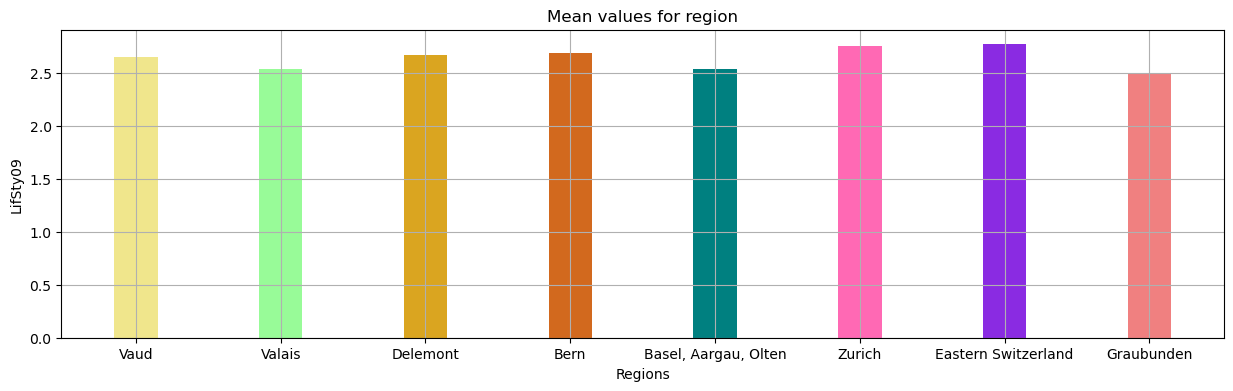 Mean values for region
LifSty09
2.5
2.0
1.5
1.0
0.5
0.0
Vaud Valais Delemont Bern Basel, Aargau, Olten Zurich Eastern Switzerland Graubunden
Regions